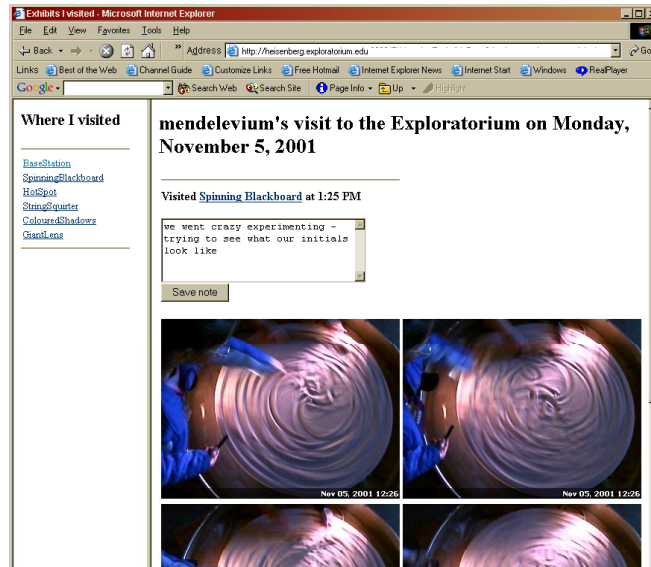 Exhibits I visited - Microsoft Internet Explorer
File Edit View Favorites Tools Help
Back » Address http://heisenberg.exploratorium.edu Go
Links Best of the Web Channel Guide Customize Links Free Hotmail Internet Explorer News Internet Start Windows RealPlayer
Google Search Web Search Site Page Info Up Highlight
Where I visited
BaseStation
SpinningBlackboard
HotSpot
StringSquirter
ColouredShadows
GiantLens
mendelevium's visit to the Exploratorium on Monday,
November 5, 2001
Visited Spinning Blackboard at 1:25 PM
we went crazy experimenting -
trying to see what our initials
look like
Save note
Nov 05, 2001 12:26
Nov 05, 2001 12:26